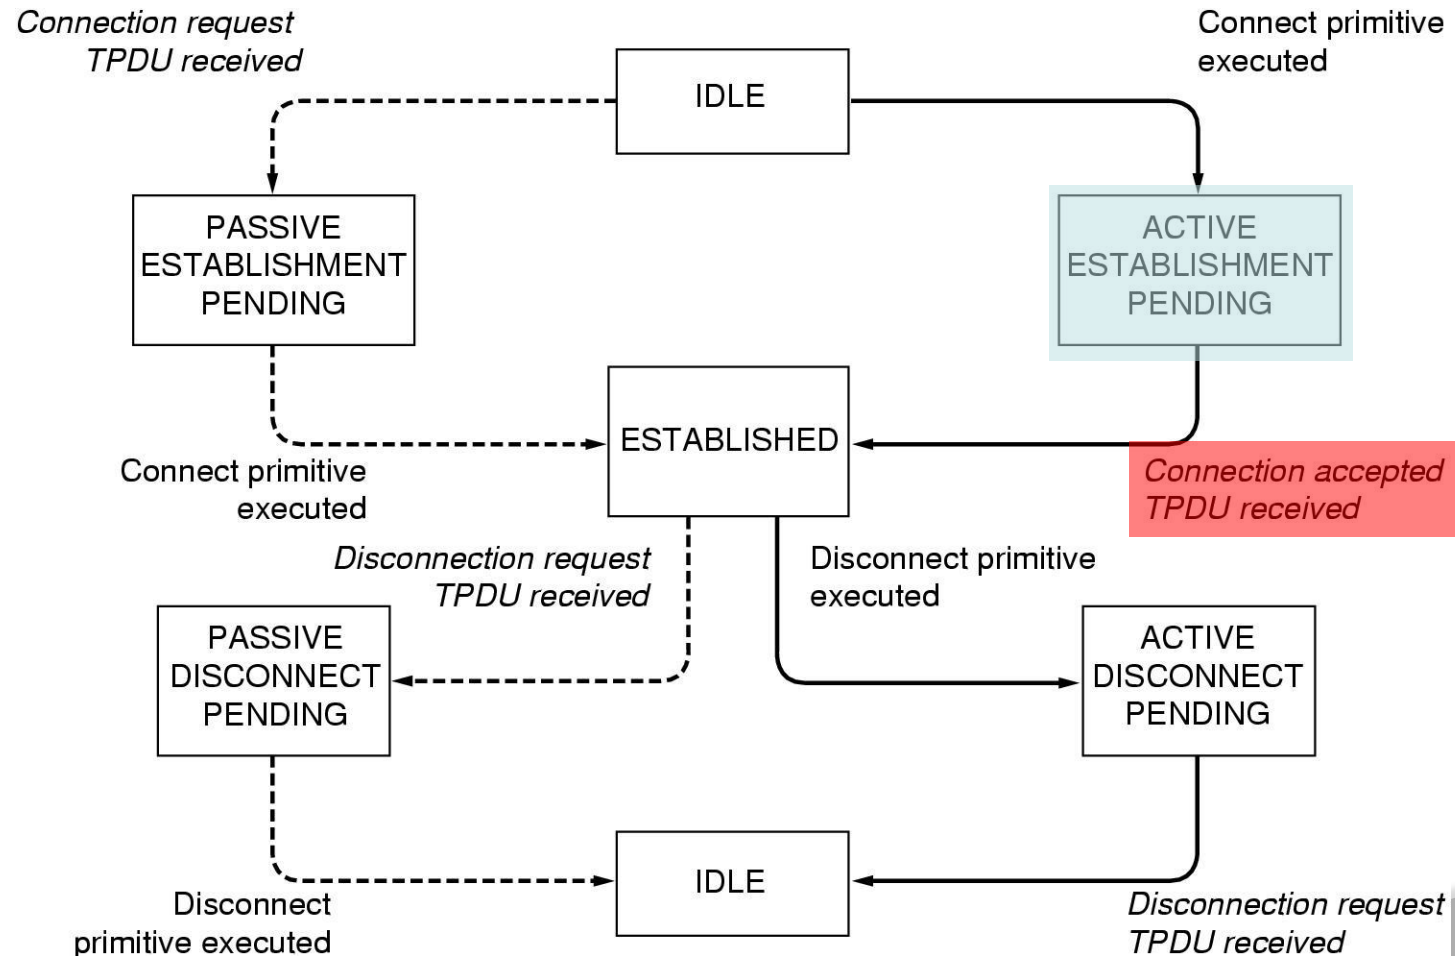 Connection request
TPDU received
Connect primitive
executed
IDLE
PASSIVE
ESTABLISHMENT
PENDING
ACTIVE
ESTABLISHMENT
PENDING
ESTABLISHED
Connect primitive
executed
Connection accepted
TPDU received
Disconnection request
TPDU received
Disconnect primitive
executed
PASSIVE
DISCONNECT
PENDING
ACTIVE
DISCONNECT
PENDING
IDLE
Disconnect
primitive executed
Disconnection request
TPDU received